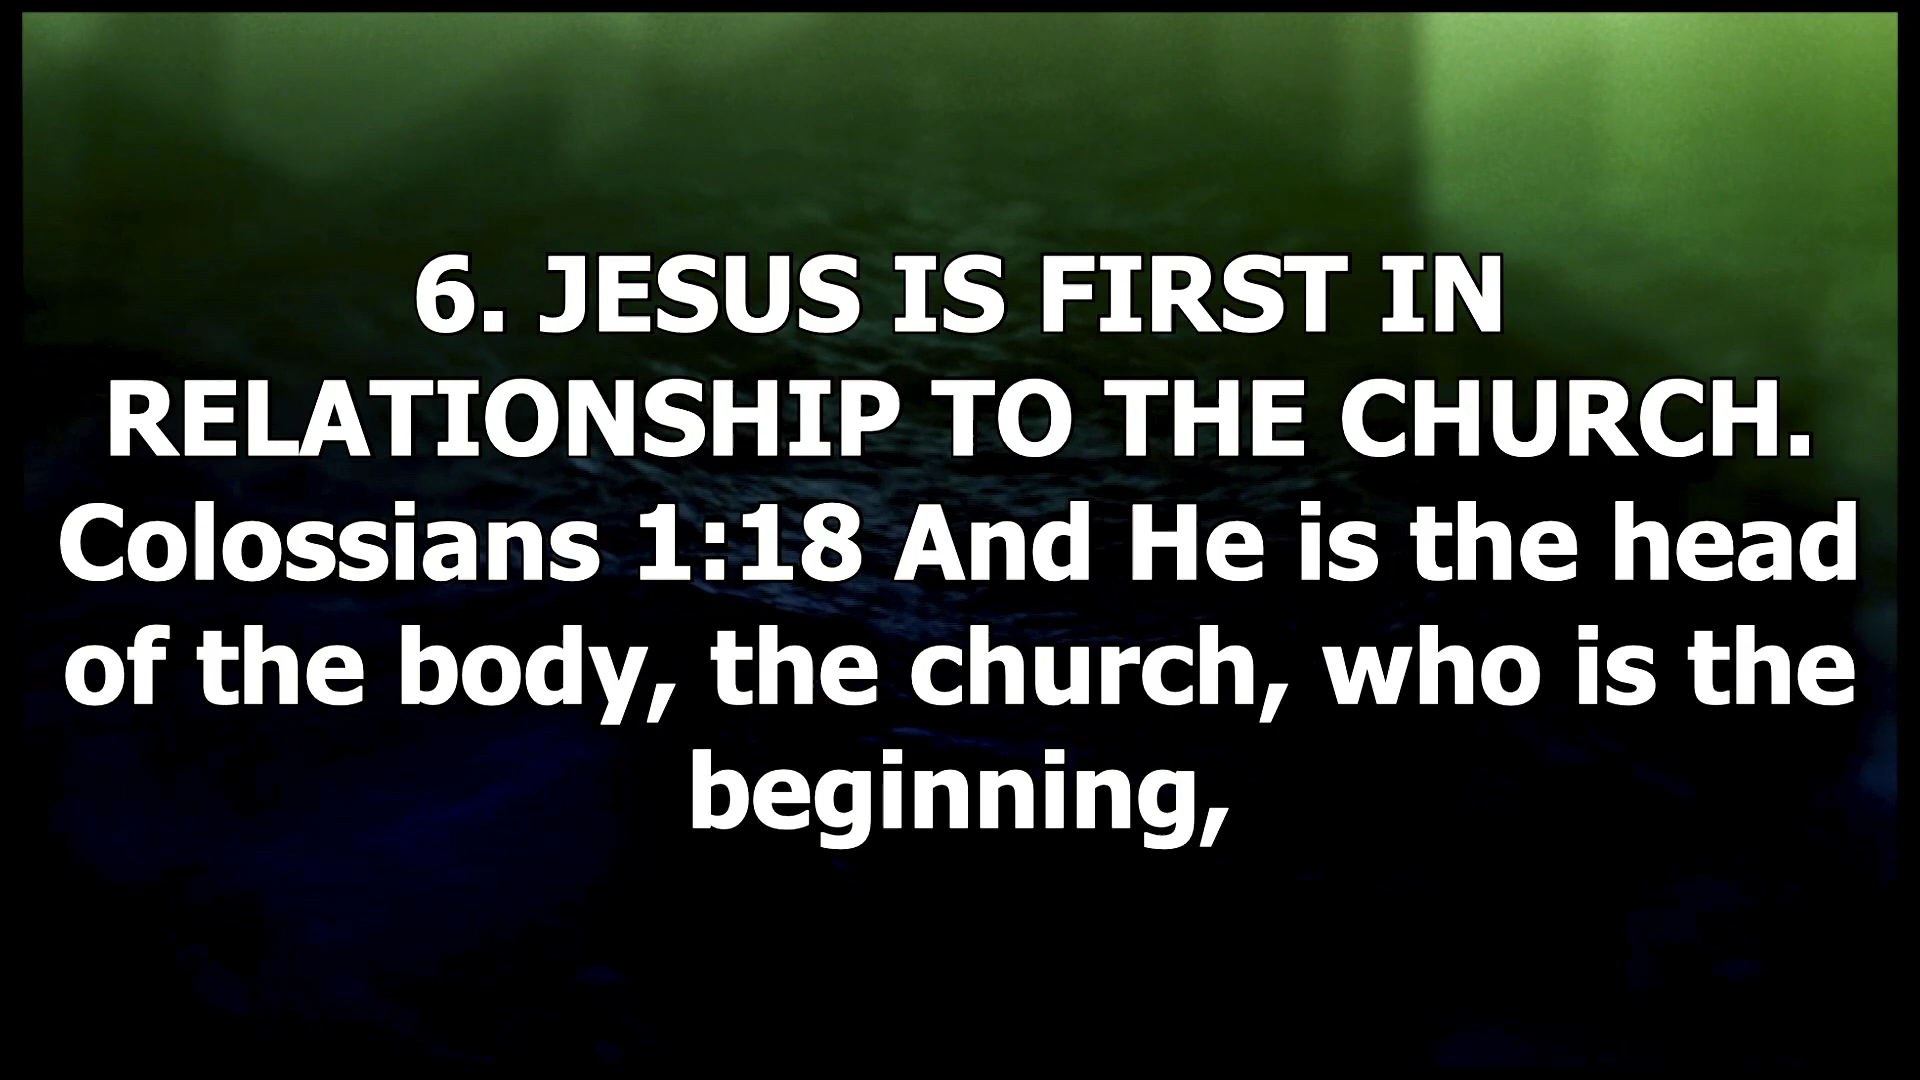 6. JESUS IS FIRST IN
RELATIONSHIP TO THE CHURCH.
Colossians 1:18 And He is the head
of the body, the church, who is the
beginning,